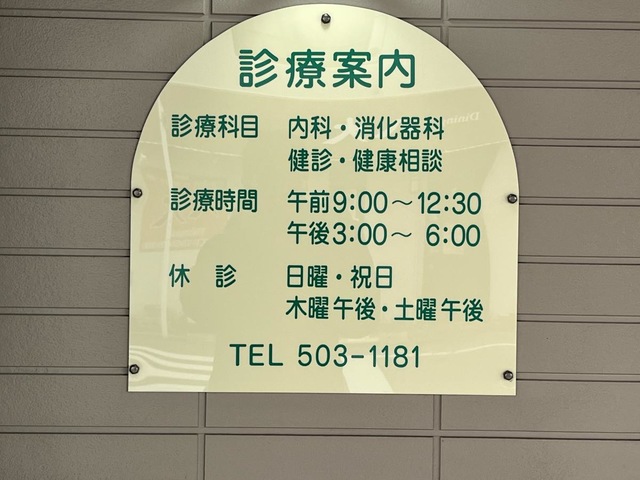 診療案内
診療科目 内科・消化器科
健診・健康相談
診療時間 午前9:00～12:30
午後3:00～ 6:00
休 診 日曜・祝日
木曜午後・土曜午後
TEL 503-1181